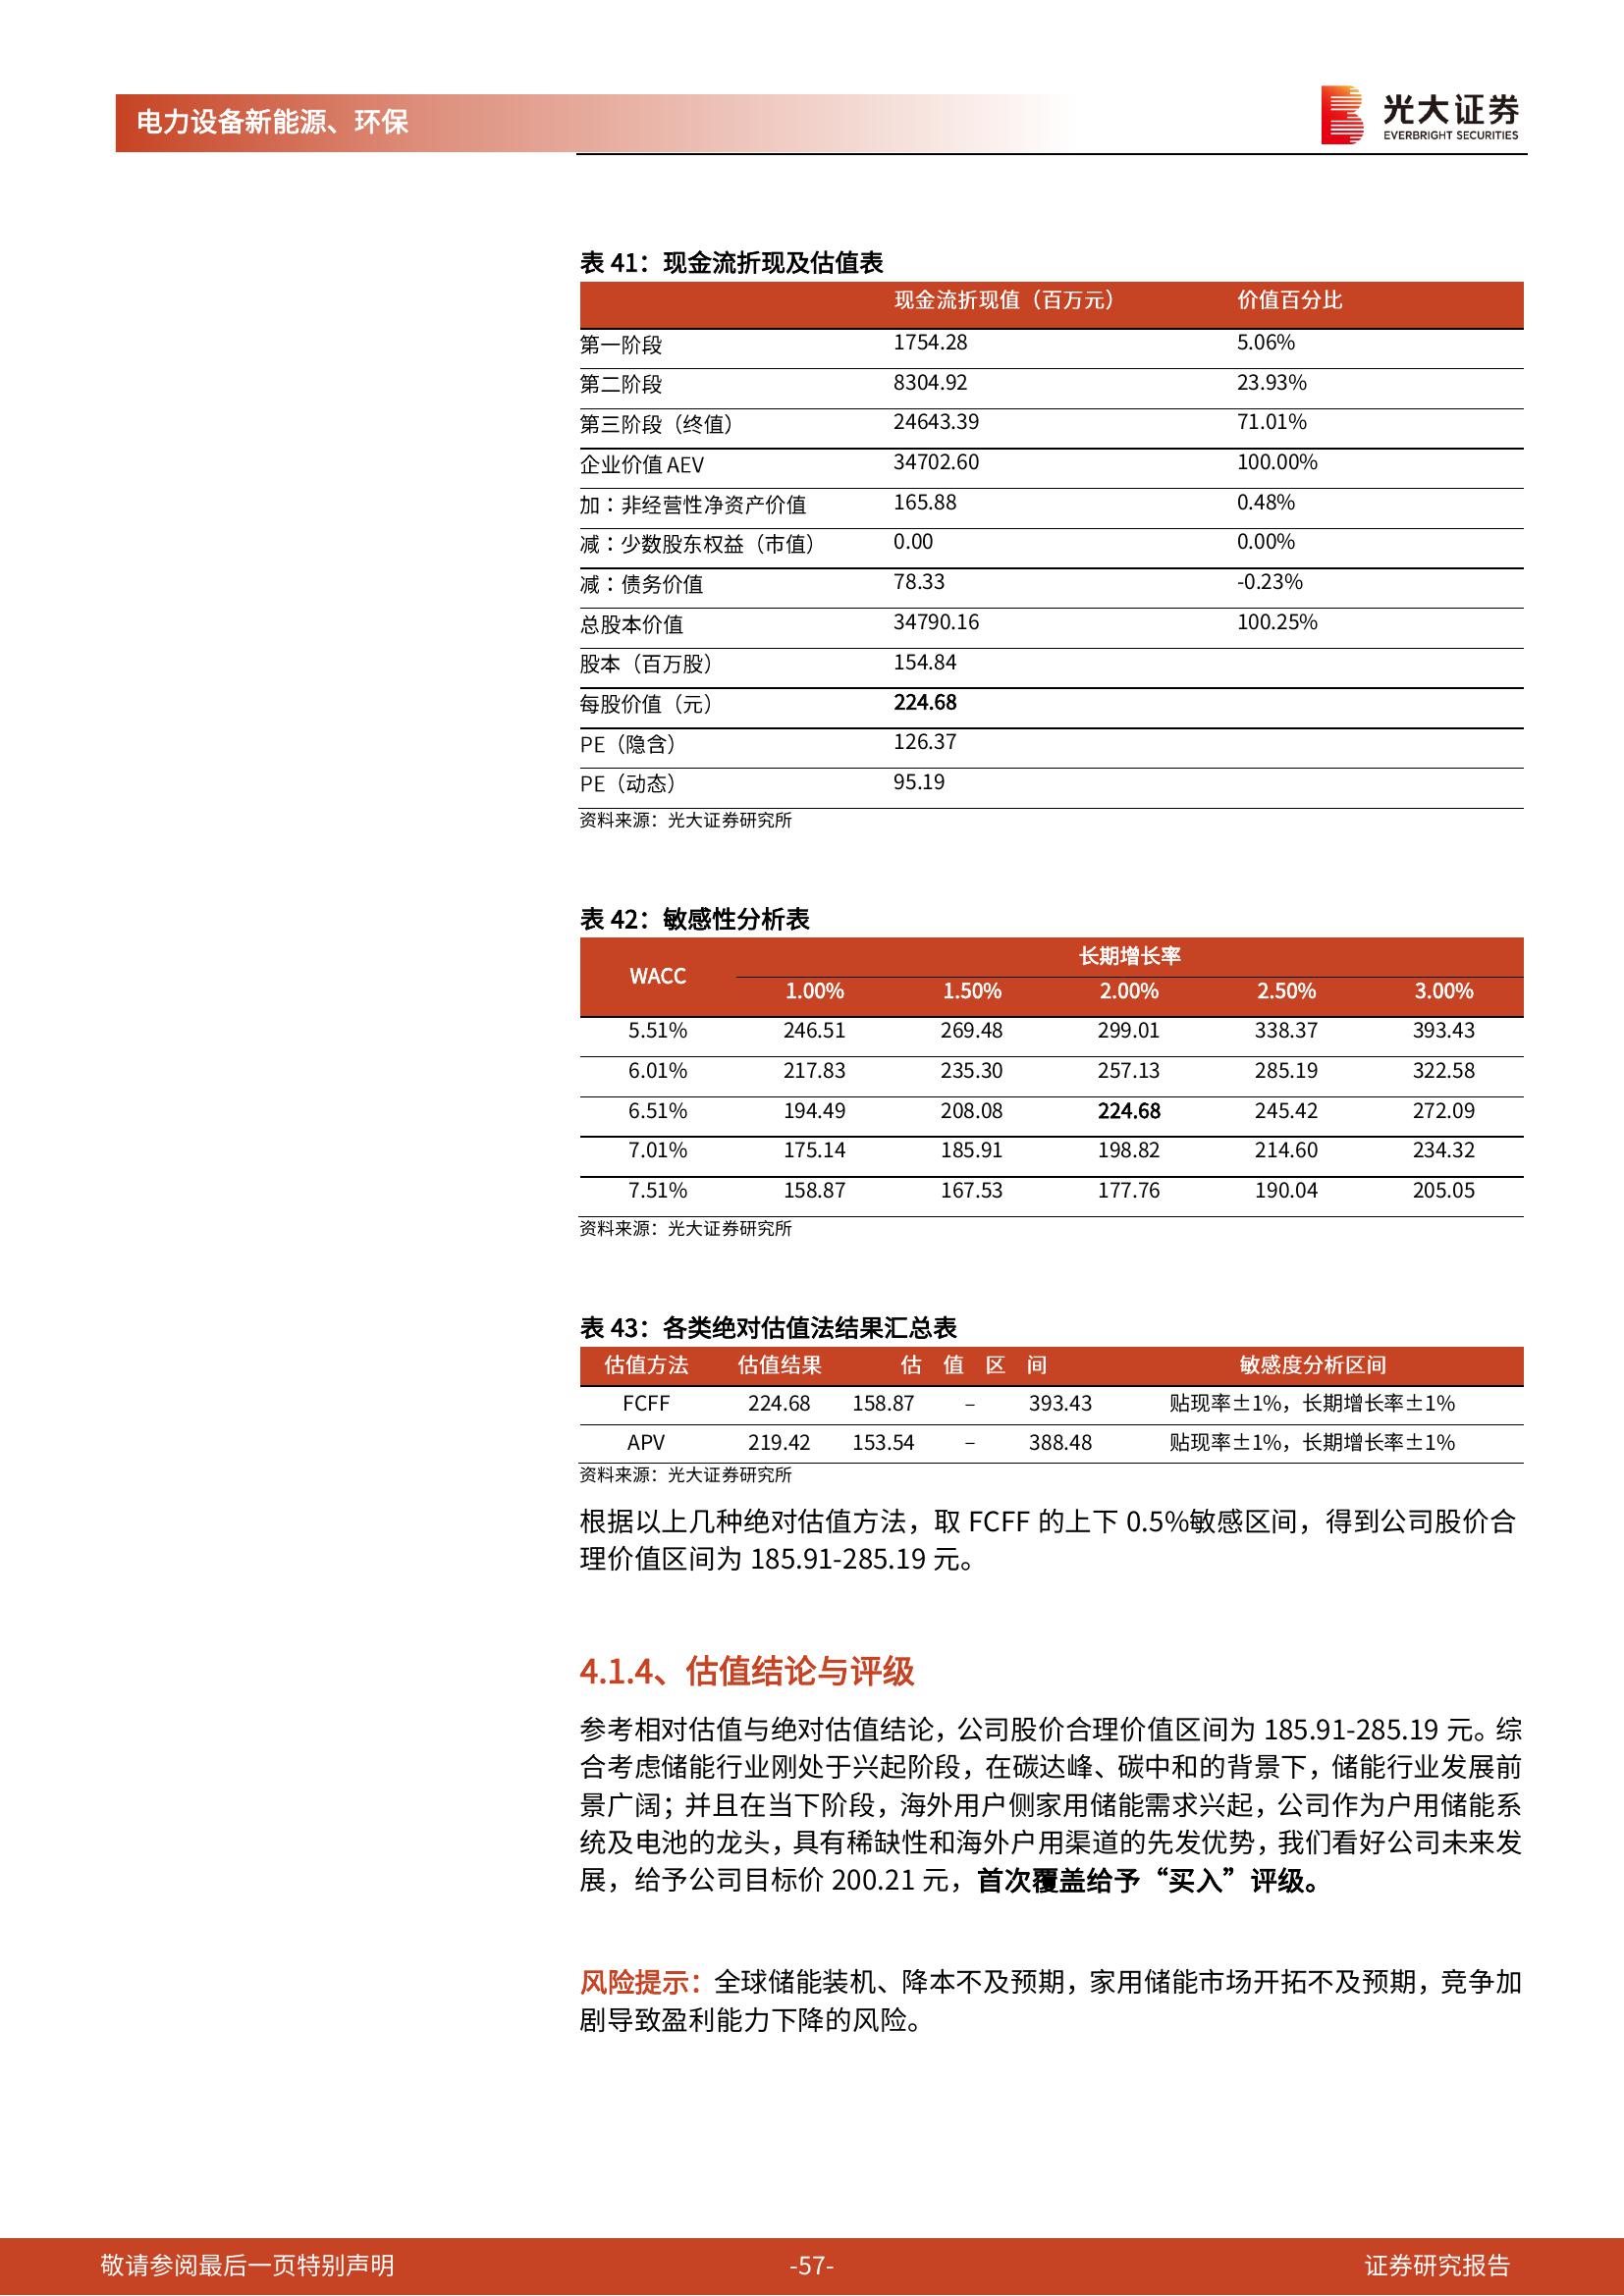 电力设备新能源、环保
光大证券
EVERBRIGHT SECURITIES
表 41：现金流折现及估值表
现金流折现值（百万元） 价值百分比
第一阶段 1754.28 5.06%
第二阶段 8304.92 23.93%
第三阶段（终值） 24643.39 71.01%
企业价值 AEV 34702.60 100.00%
加：非经营性净资产价值 165.88 0.48%
减：少数股东权益（市值） 0.00 0.00%
减：债务价值 78.33 -0.23%
总股本价值 34790.16 100.25%
股本（百万股） 154.84
每股价值（元） 224.68
PE（隐含） 126.37
PE（动态） 95.19
资料来源：光大证券研究所
表 42：敏感性分析表
WACC 长期增长率
1.00% 1.50% 2.00% 2.50% 3.00%
5.51% 246.51 269.48 299.01 338.37 393.43
6.01% 217.83 235.30 257.13 285.19 322.58
6.51% 194.49 208.08 224.68 245.42 272.09
7.01% 175.14 185.91 198.82 214.60 234.32
7.51% 158.87 167.53 177.76 190.04 205.05
资料来源：光大证券研究所
表 43：各类绝对估值法结果汇总表
估值方法 估值结果 估 值 区 间 敏感度分析区间
FCFF 224.68 158.87 – 393.43 贴现率±1%，长期增长率±1%
APV 219.42 153.54 – 388.48 贴现率±1%，长期增长率±1%
资料来源：光大证券研究所
根据以上几种绝对估值方法，取 FCFF 的上下 0.5%敏感区间，得到公司股价合
理价值区间为 185.91-285.19 元。
4.1.4、估值结论与评级
参考相对估值与绝对估值结论，公司股价合理价值区间为 185.91-285.19 元。综
合考虑储能行业刚处于兴起阶段，在碳达峰、碳中和的背景下，储能行业发展前
景广阔；并且在当下阶段，海外用户侧家用储能需求兴起，公司作为户用储能系
统及电池的龙头，具有稀缺性和海外户用渠道的先发优势，我们看好公司未来发
展，给予公司目标价 200.21 元，首次覆盖给予“买入”评级。
风险提示：全球储能装机、降本不及预期，家用储能市场开拓不及预期，竞争加
剧导致盈利能力下降的风险。
敬请参阅最后一页特别声明 -57- 证券研究报告